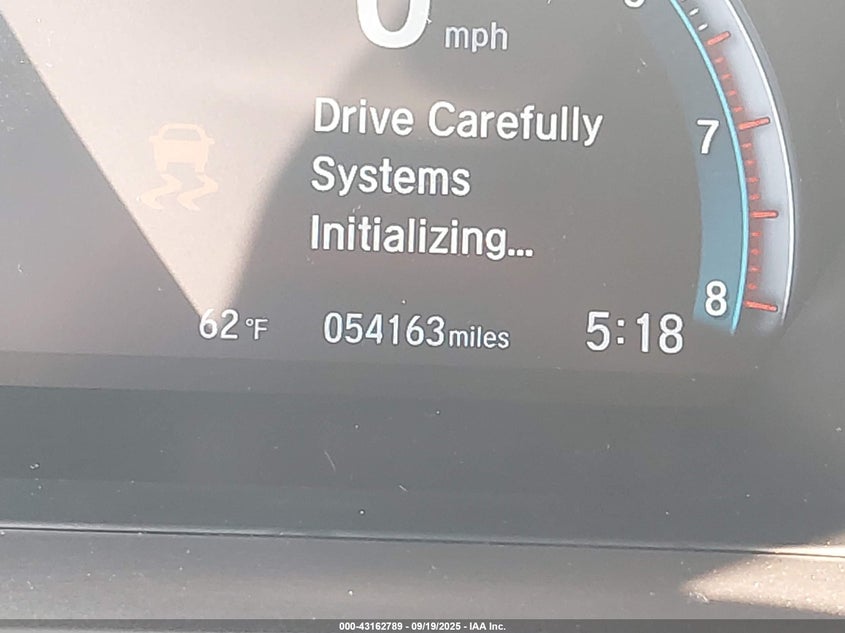 0 mph
Drive Carefully
Systems
Initializing...
7
8
62 °F 054163 miles 5:18
000-43162789 - 09/19/2025 - IAA Inc.